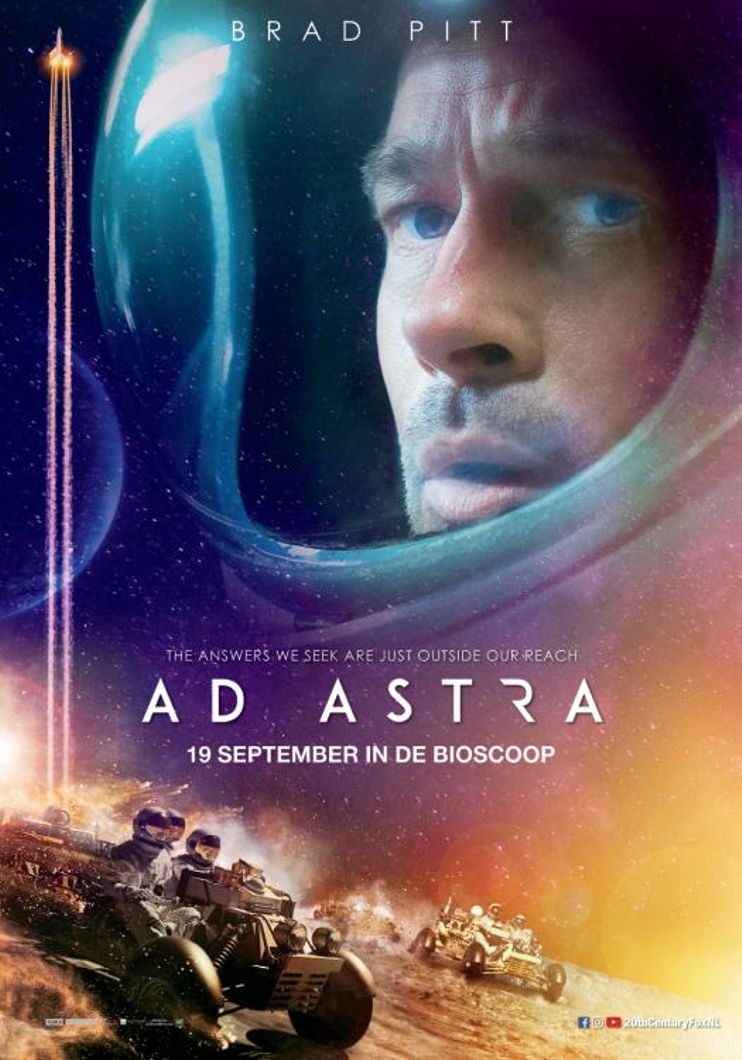 BRAD PITT
THE ANSWERS WE SEEK ARE JUST OUTSIDE OUR REACH
AD ASTRA
19 SEPTEMBER IN DE BIOSCOOP
20thCenturyFoxNL